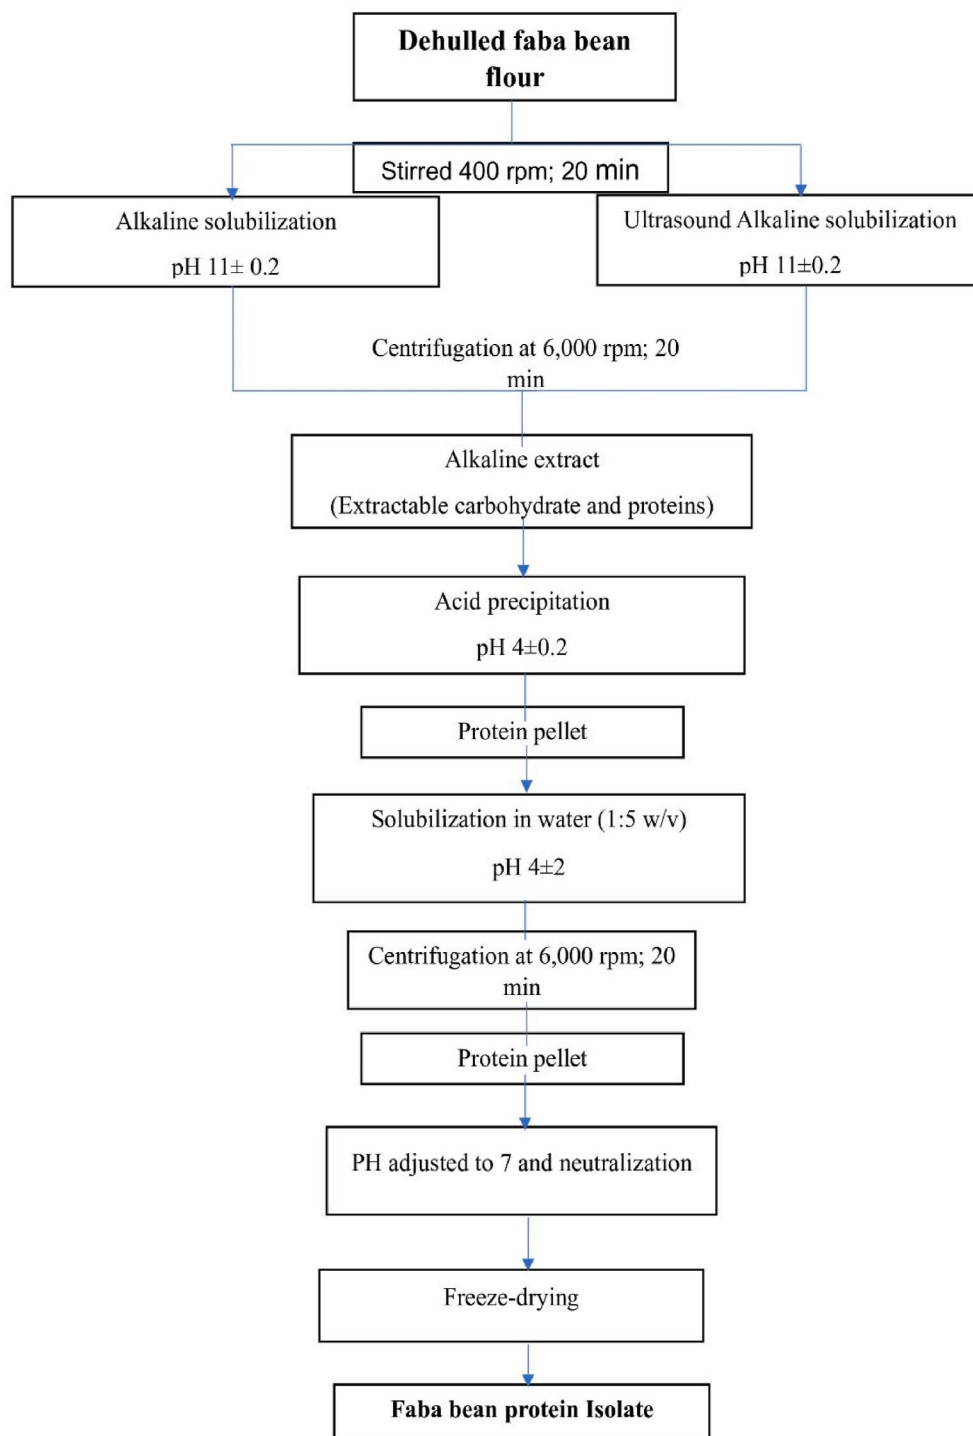 Dehulled faba bean
flour
Stirred 400 rpm; 20 min
Alkaline solubilization
pH 11± 0.2
Ultrasound Alkaline solubilization
pH 11±0.2
Centrifugation at 6,000 rpm; 20
min
Alkaline extract
(Extractable carbohydrate and proteins)
Acid precipitation
pH 4±0.2
Protein pellet
Solubilization in water (1:5 w/v)
pH 4±2
Centrifugation at 6,000 rpm; 20
min
Protein pellet
PH adjusted to 7 and neutralization
Freeze-drying
Faba bean protein Isolate